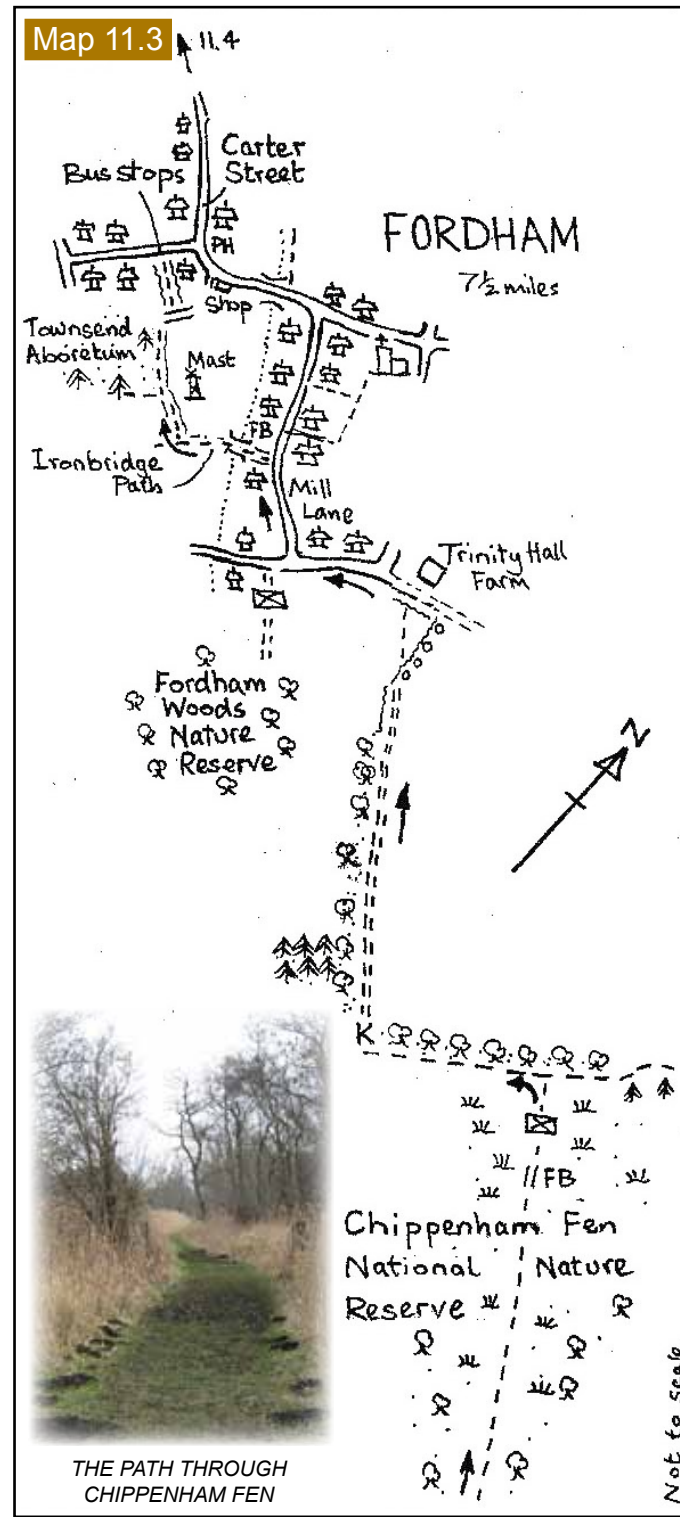 Map 11.3
11.4
Carter
Street
Bus stops
PH
FORDHAM
7½ miles
Shop
Townsend
Aboretum
Mast
FB
Ironbridge
Path
Mill
Lane
Trinity Hall
Farm
Fordham
Woods
Nature
Reserve
N
K
FB
Chippenham Fen
National Nature
Reserve
Not to scale
THE PATH THROUGH
CHIPPENHAM FEN